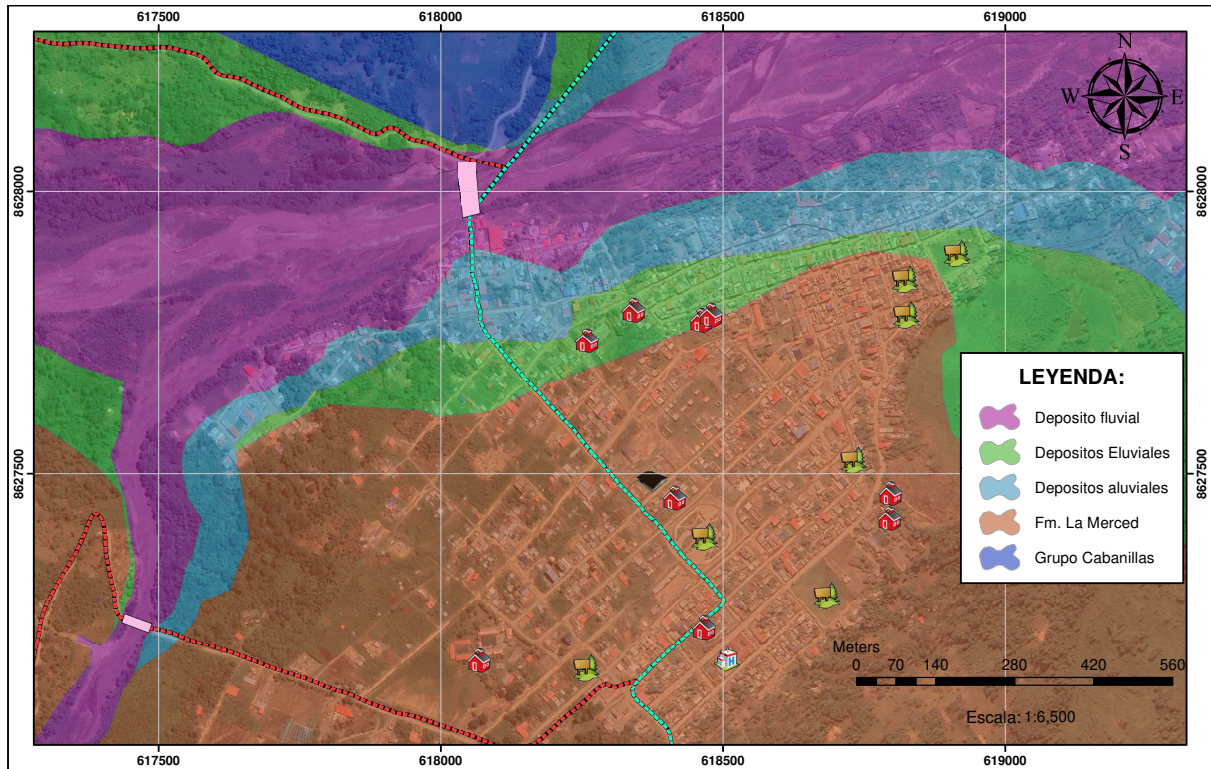 617500 618000 618500 619000
N
W E
S
8628000 8628000
LEYENDA:
Deposito fluvial
Depositos Eluviales
8627500 8627500
Depositos aluviales
Fm. La Merced
Grupo Cabanillas
H
Meters
0 70 140 280 420 560
Escala: 1:6,500
617500 618000 618500 619000